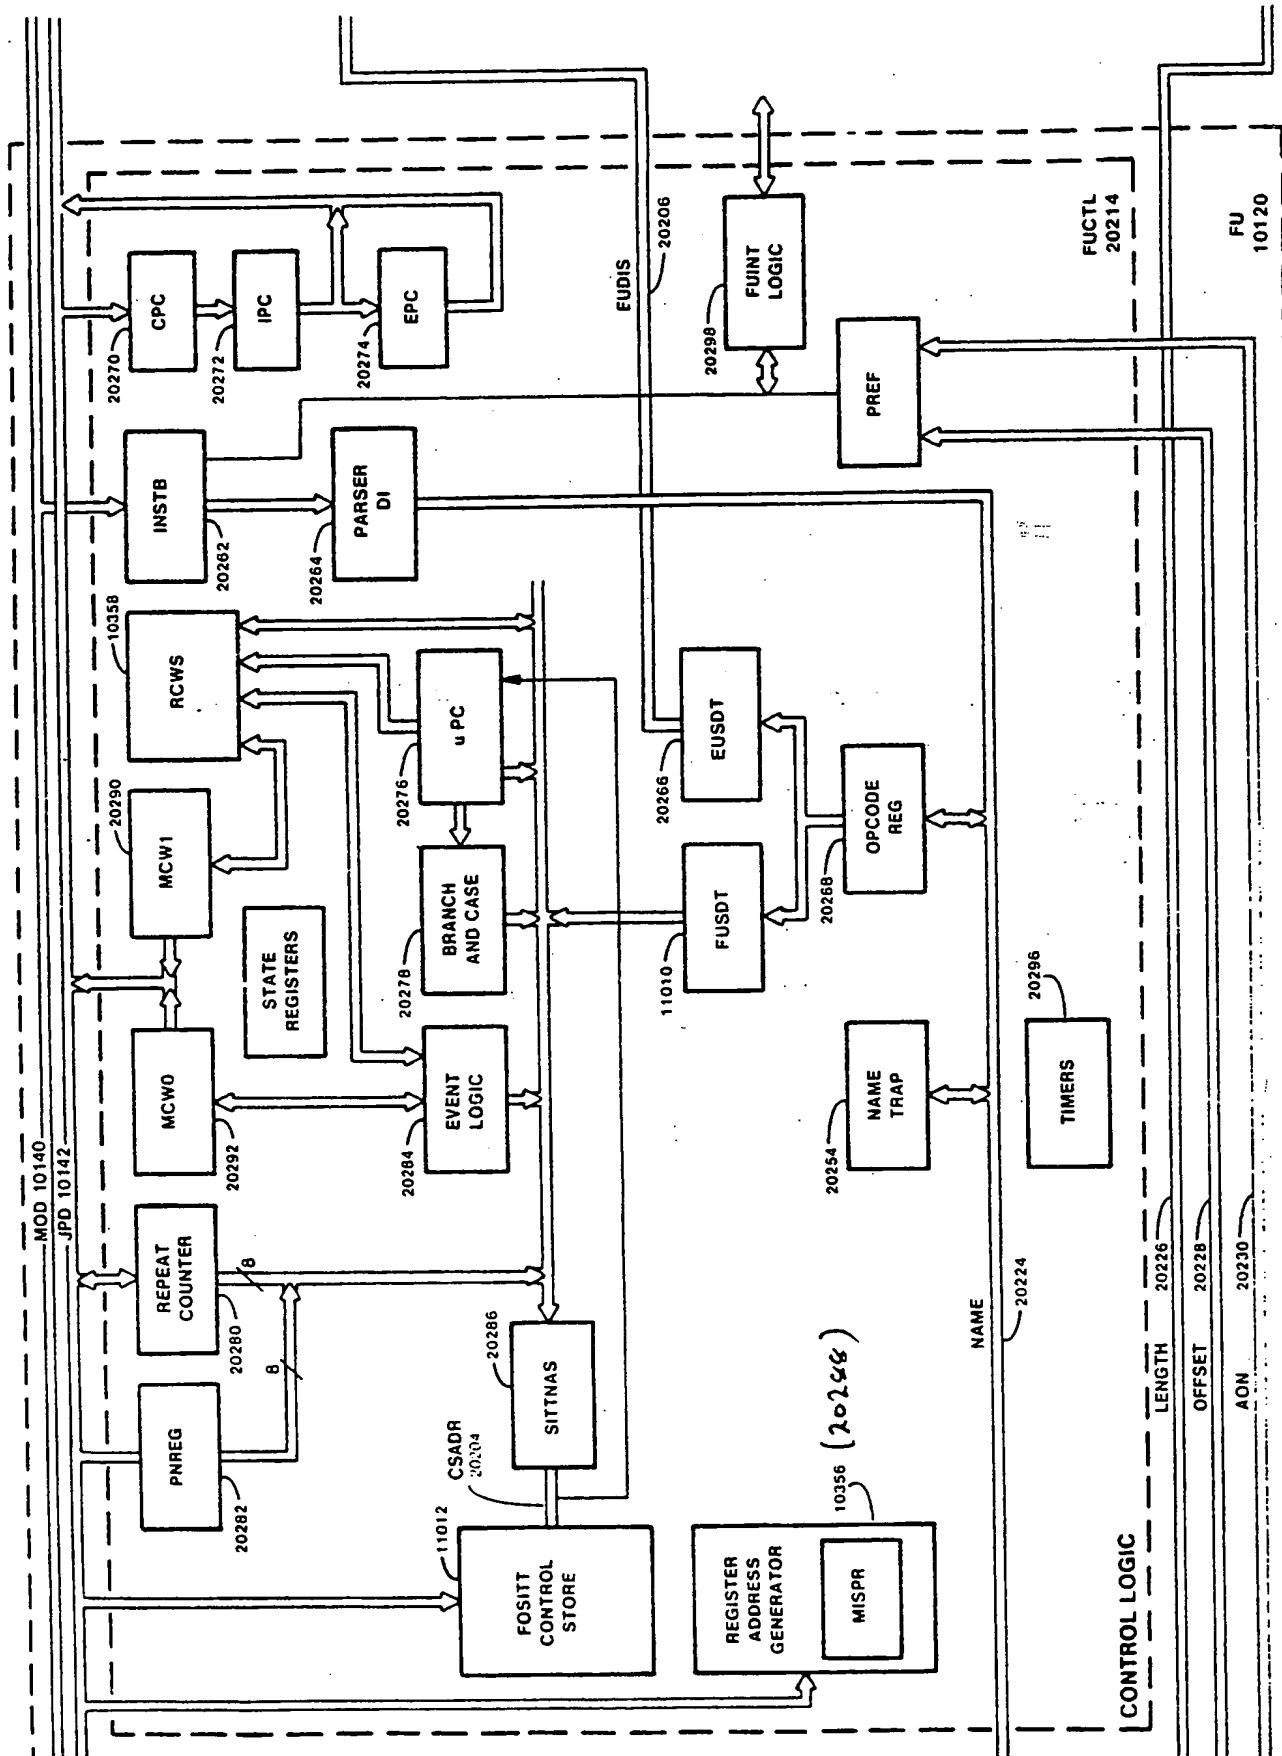 MOD 10140
JPD 10142
PNREG
20282
REPEAT
COUNTER
20280
8
8
MCW0
20292
MCW1
20290
STATE
REGISTERS
RCWS
10358
INSTB
20262
PARSER
DI
20264
CPC
20270
IPC
20272
EPC
20274
FOSITT
CONTROL
STORE
11012
CSADR
20204
SITTNAS
20286
EVENT
LOGIC
20284
BRANCH
AND CASE
20278
u PC
20276
FUDIS
20206
FUSDT
11010
EUSDT
20266
FUINT
LOGIC
20298
REGISTER
ADDRESS
GENERATOR
MISPR
10356
(20288)
NAME
TRAP
20254
OPCODE
REG
20268
PREF
NAME
20224
TIMERS
20296
FUCTL
20214
CONTROL LOGIC
LENGTH
20226
OFFSET
20228
AON
20230
FU
10120